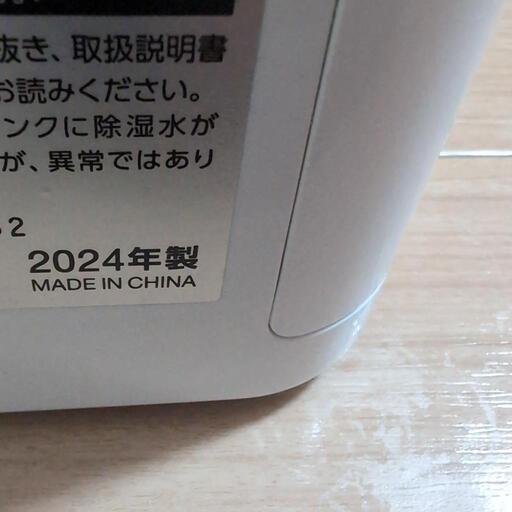 抜き、取扱説明書
お読みください。
ンクに除湿水が
が、異常ではあり
2
2024年製
MADE IN CHINA